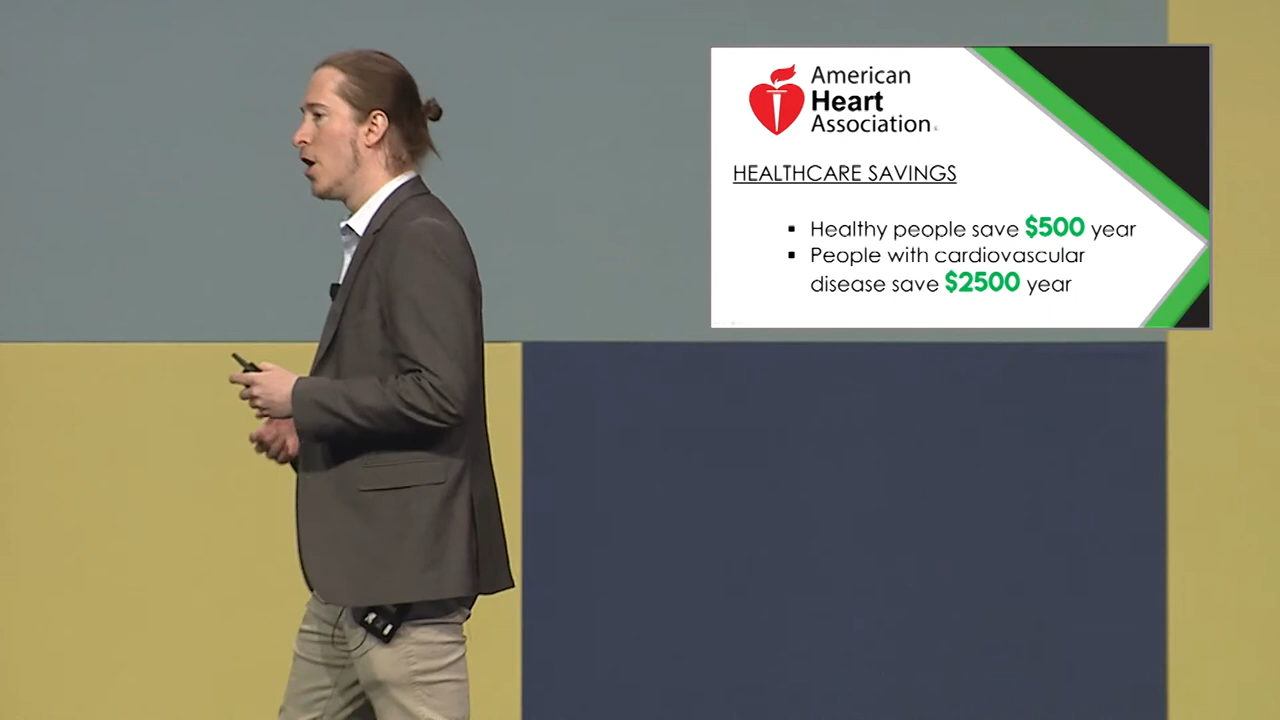 American
Heart
Association
HEALTHCARE SAVINGS
▪ Healthy people save $500 year
▪ People with cardiovascular
disease save $2500 year